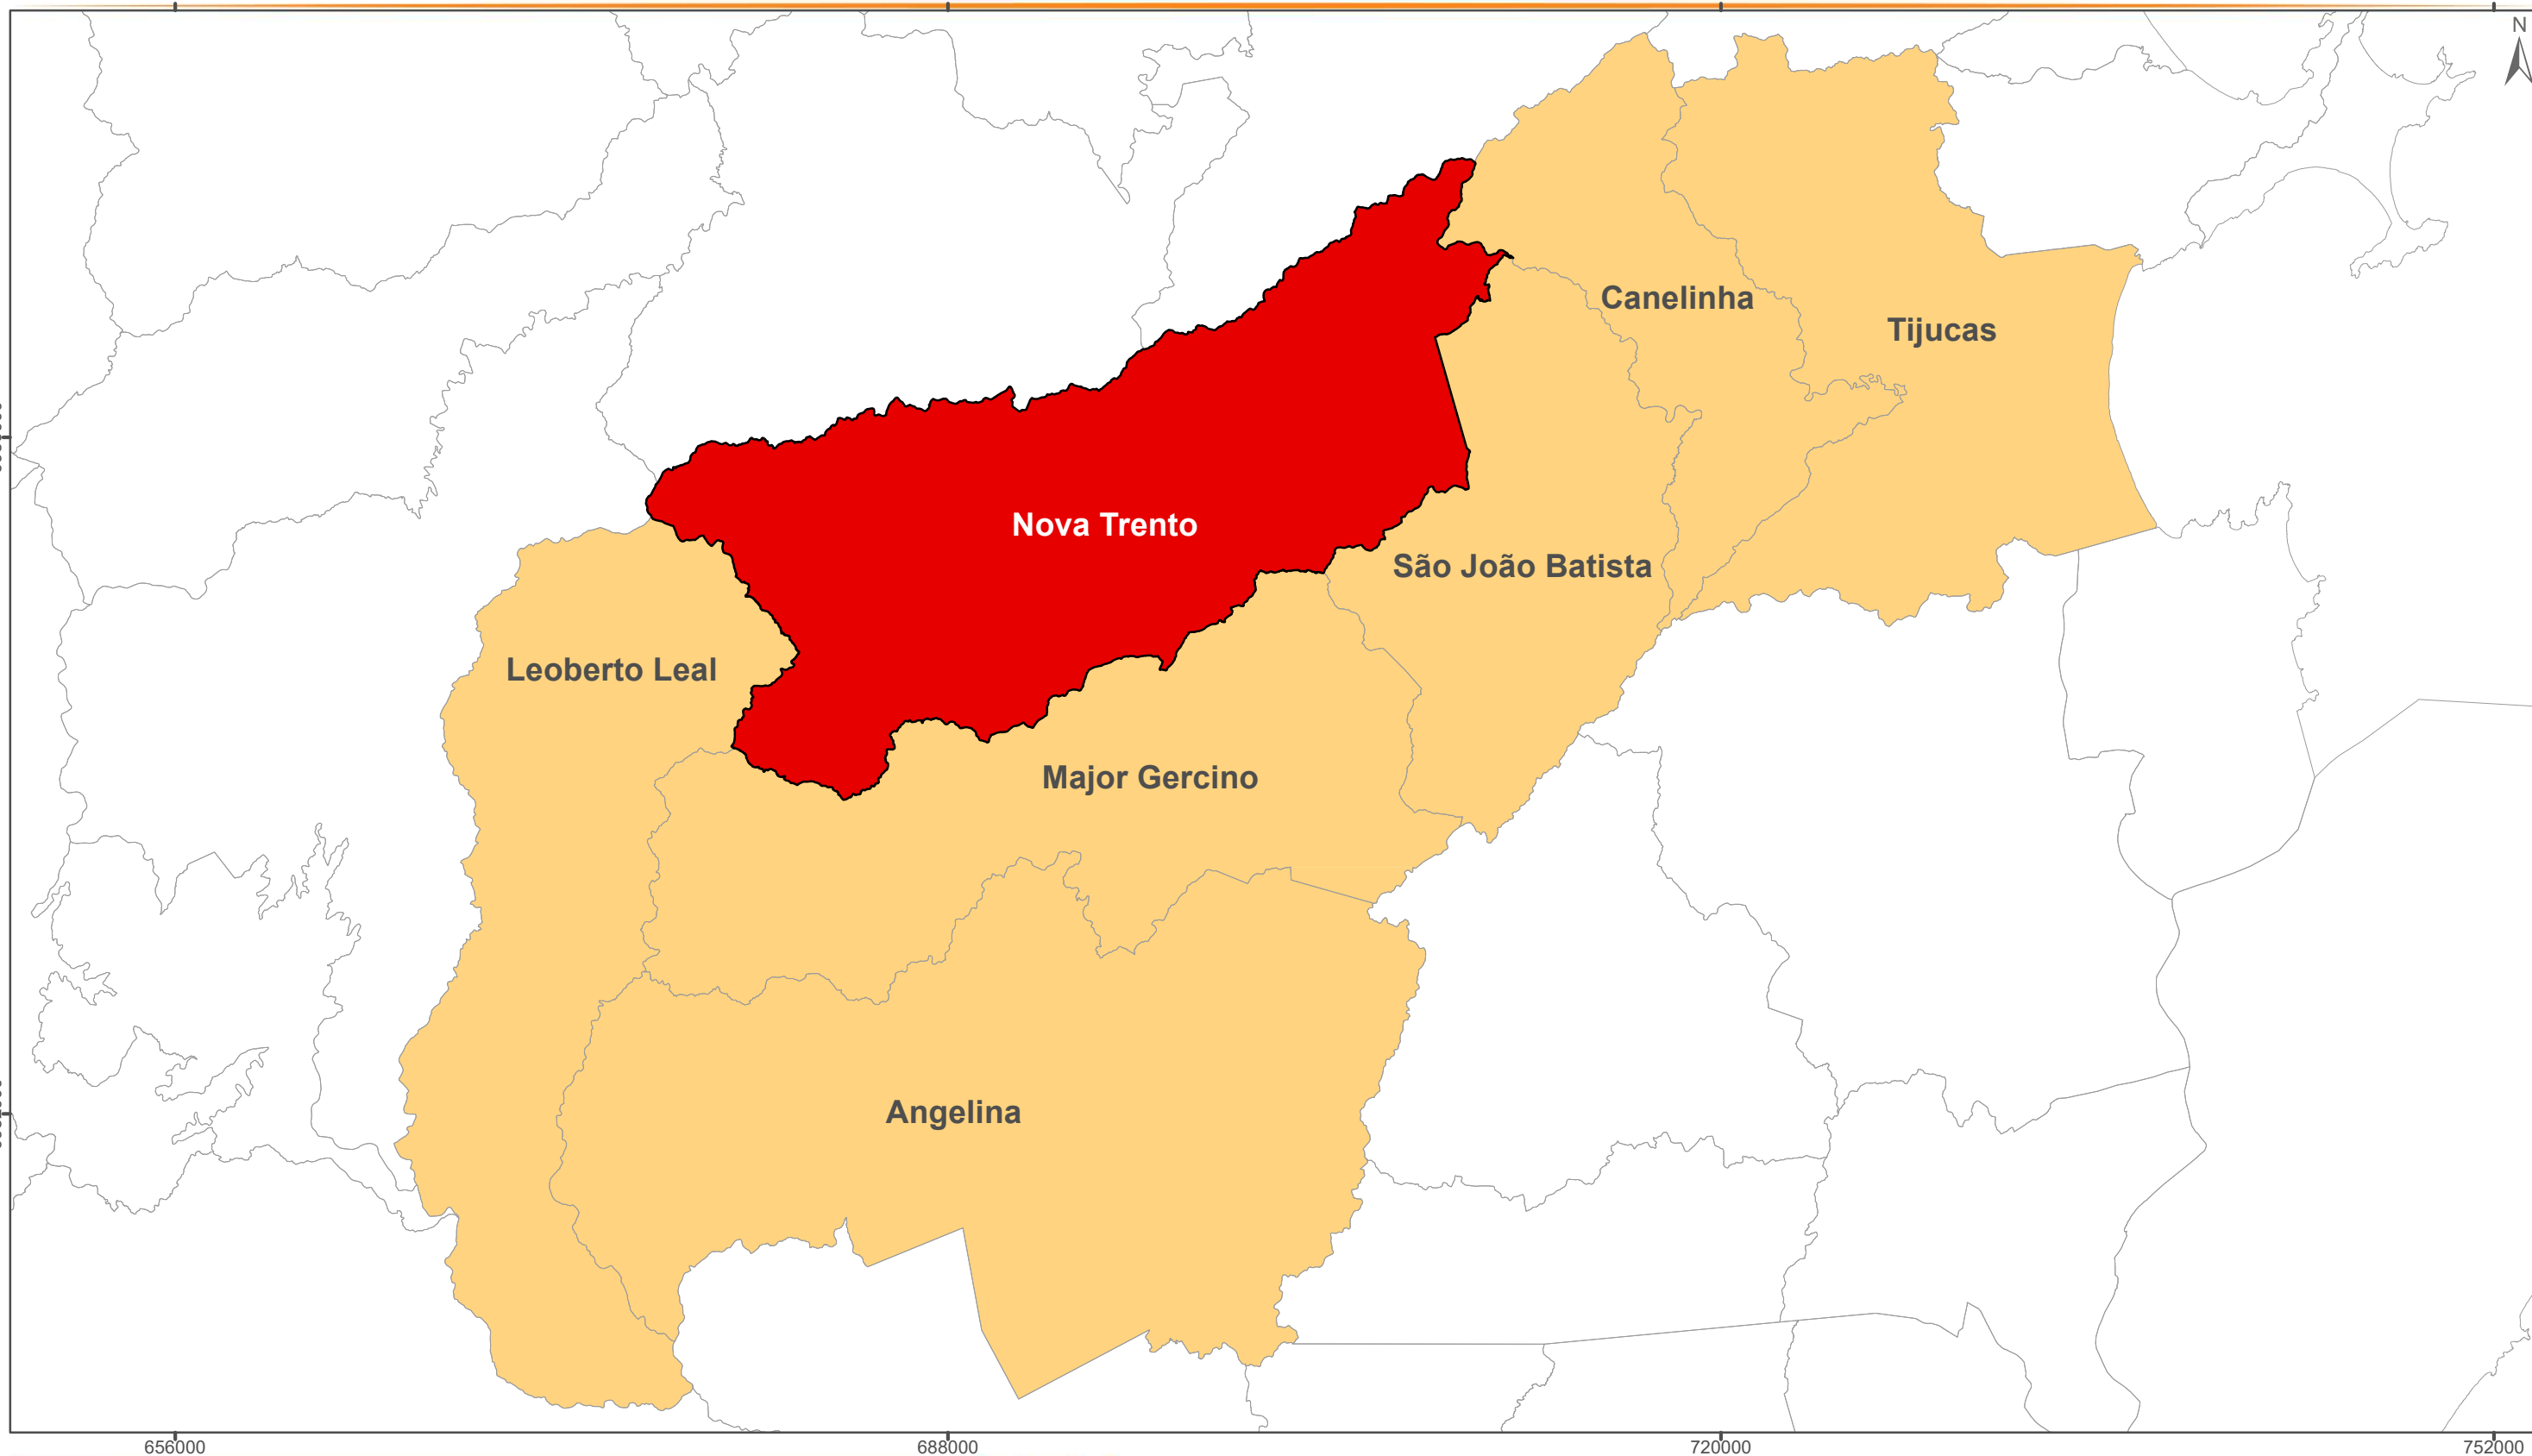 N
Canelinha
Tijucas
Nova Trento
São João Batista
Leoberto Leal
Major Gercino
Angelina
656000
688000
720000
752000